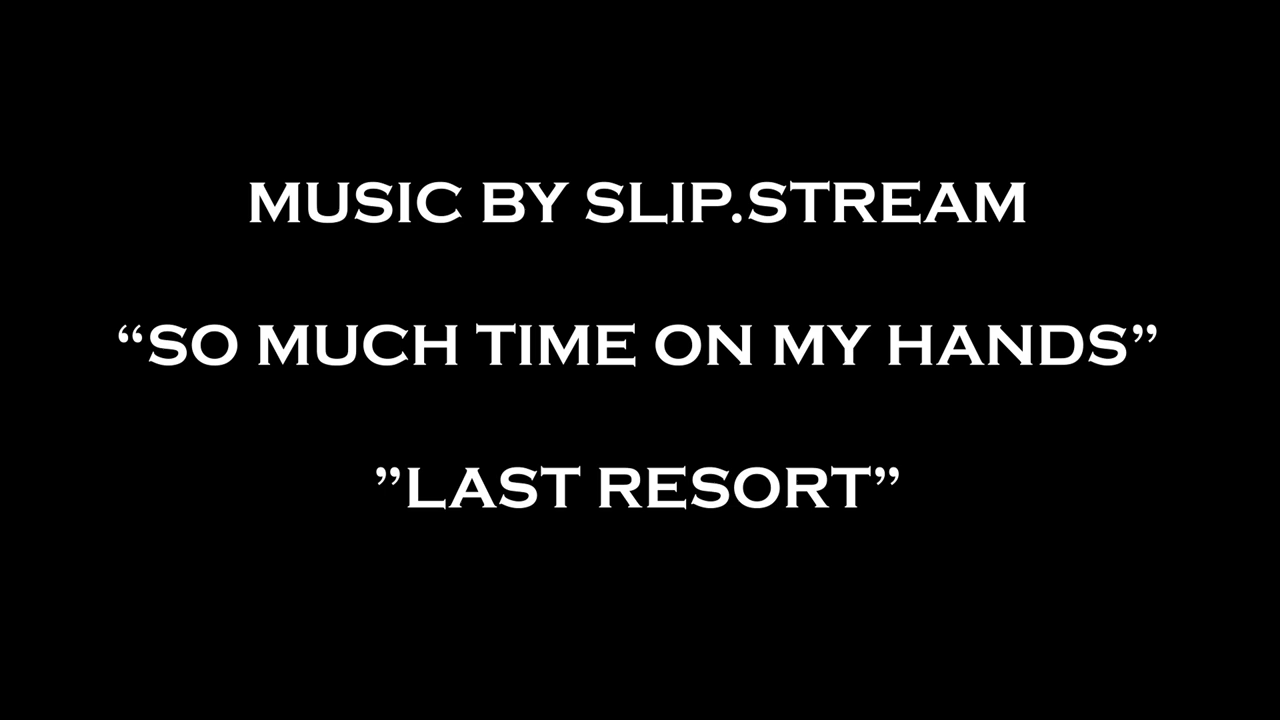 MUSIC BY SLIP.STREAM
“SO MUCH TIME ON MY HANDS”
”LAST RESORT”